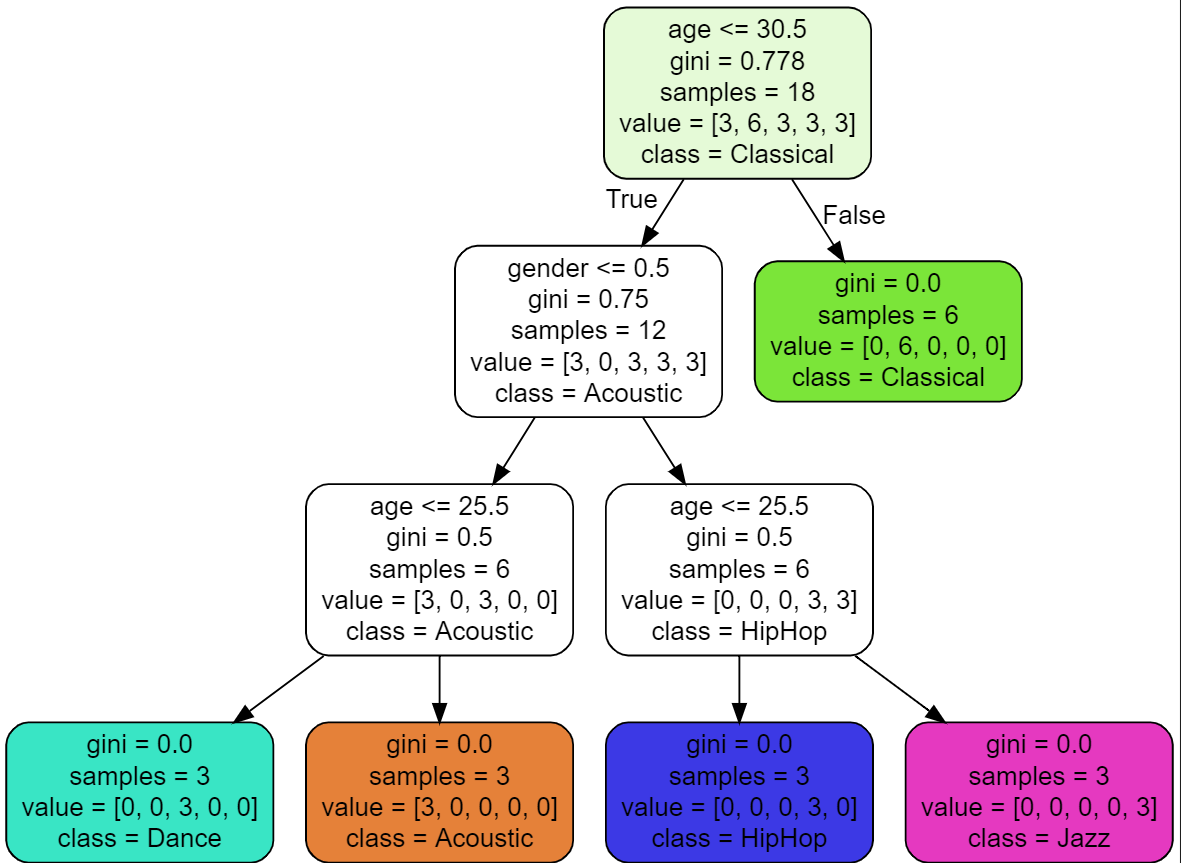 age <= 30.5
gini = 0.778
samples = 18
value = [3, 6, 3, 3, 3]
class = Classical
True
False
gender <= 0.5
gini = 0.75
samples = 12
value = [3, 0, 3, 3, 3]
class = Acoustic
gini = 0.0
samples = 6
value = [0, 6, 0, 0, 0]
class = Classical
age <= 25.5
gini = 0.5
samples = 6
value = [3, 0, 3, 0, 0]
class = Acoustic
age <= 25.5
gini = 0.5
samples = 6
value = [0, 0, 0, 3, 3]
class = HipHop
gini = 0.0
samples = 3
value = [0, 0, 3, 0, 0]
class = Dance
gini = 0.0
samples = 3
value = [3, 0, 0, 0, 0]
class = Acoustic
gini = 0.0
samples = 3
value = [0, 0, 0, 3, 0]
class = HipHop
gini = 0.0
samples = 3
value = [0, 0, 0, 0, 3]
class = Jazz